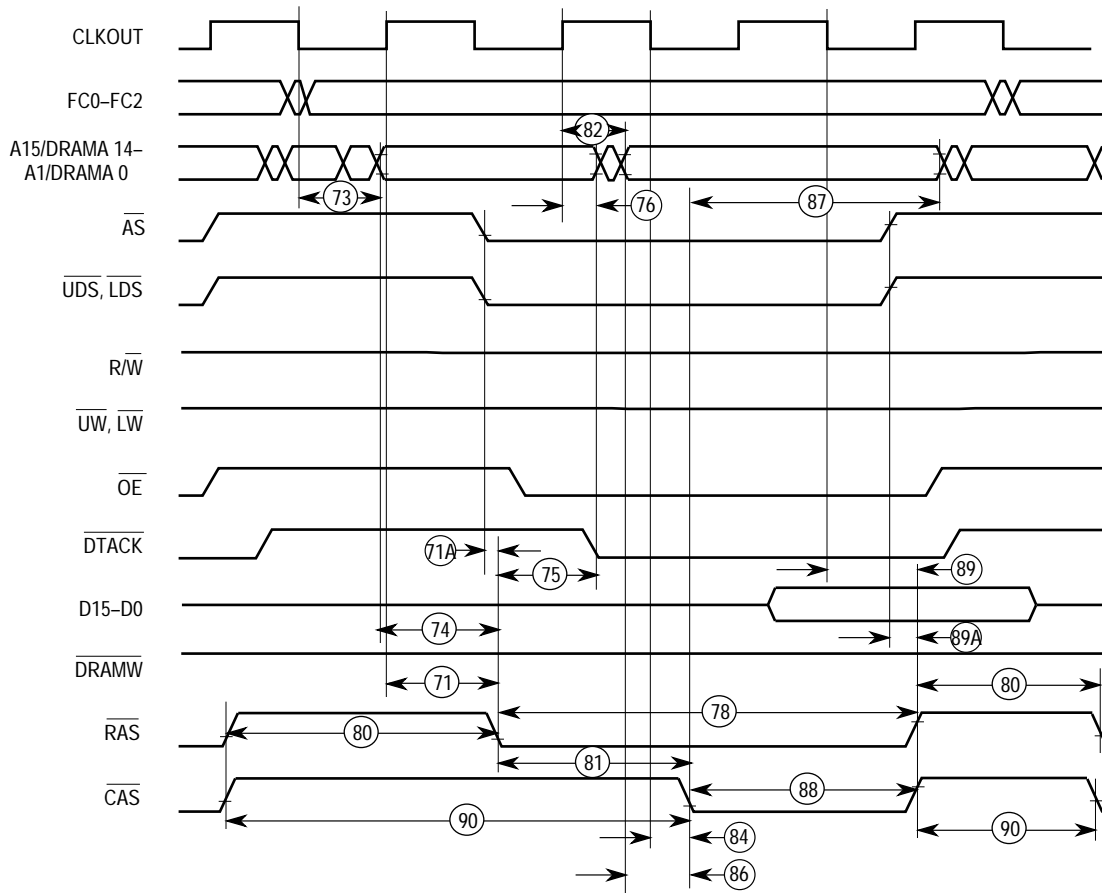 CLKOUT
FC0–FC2
82
A15/DRAMA 14–
A1/DRAMA 0
73
76
87
AS
UDS, LDS
R/W
UW, LW
OE
DTACK
71A
75
89
D15–D0
74
89A
DRAMW
71
80
78
RAS
80
81
88
CAS
90
90
84
86